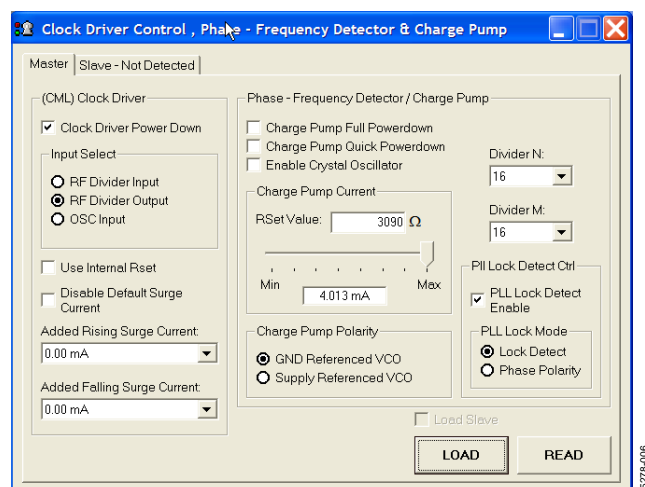 Clock Driver Control , Phase - Frequency Detector & Charge Pump
Master
Slave - Not Detected
(CML) Clock Driver
Clock Driver Power Down
Input Select
RF Divider Input
RF Divider Output
OSC Input
Use Internal Rset
Disable Default Surge
Current
Added Rising Surge Current:
0.00 mA
Added Falling Surge Current:
0.00 mA
Phase - Frequency Detector / Charge Pump
Charge Pump Full Powerdown
Charge Pump Quick Powerdown
Enable Crystal Oscillator
Charge Pump Current
RSet Value: 3090 Ω
Min
Max
4.013 mA
Charge Pump Polarity
GND Referenced VCO
Supply Referenced VCO
Divider N:
16
Divider M:
16
Pll Lock Detect Ctrl
PLL Lock Detect
Enable
PLL Lock Mode
Lock Detect
Phase Polarity
Load Slave
LOAD
READ